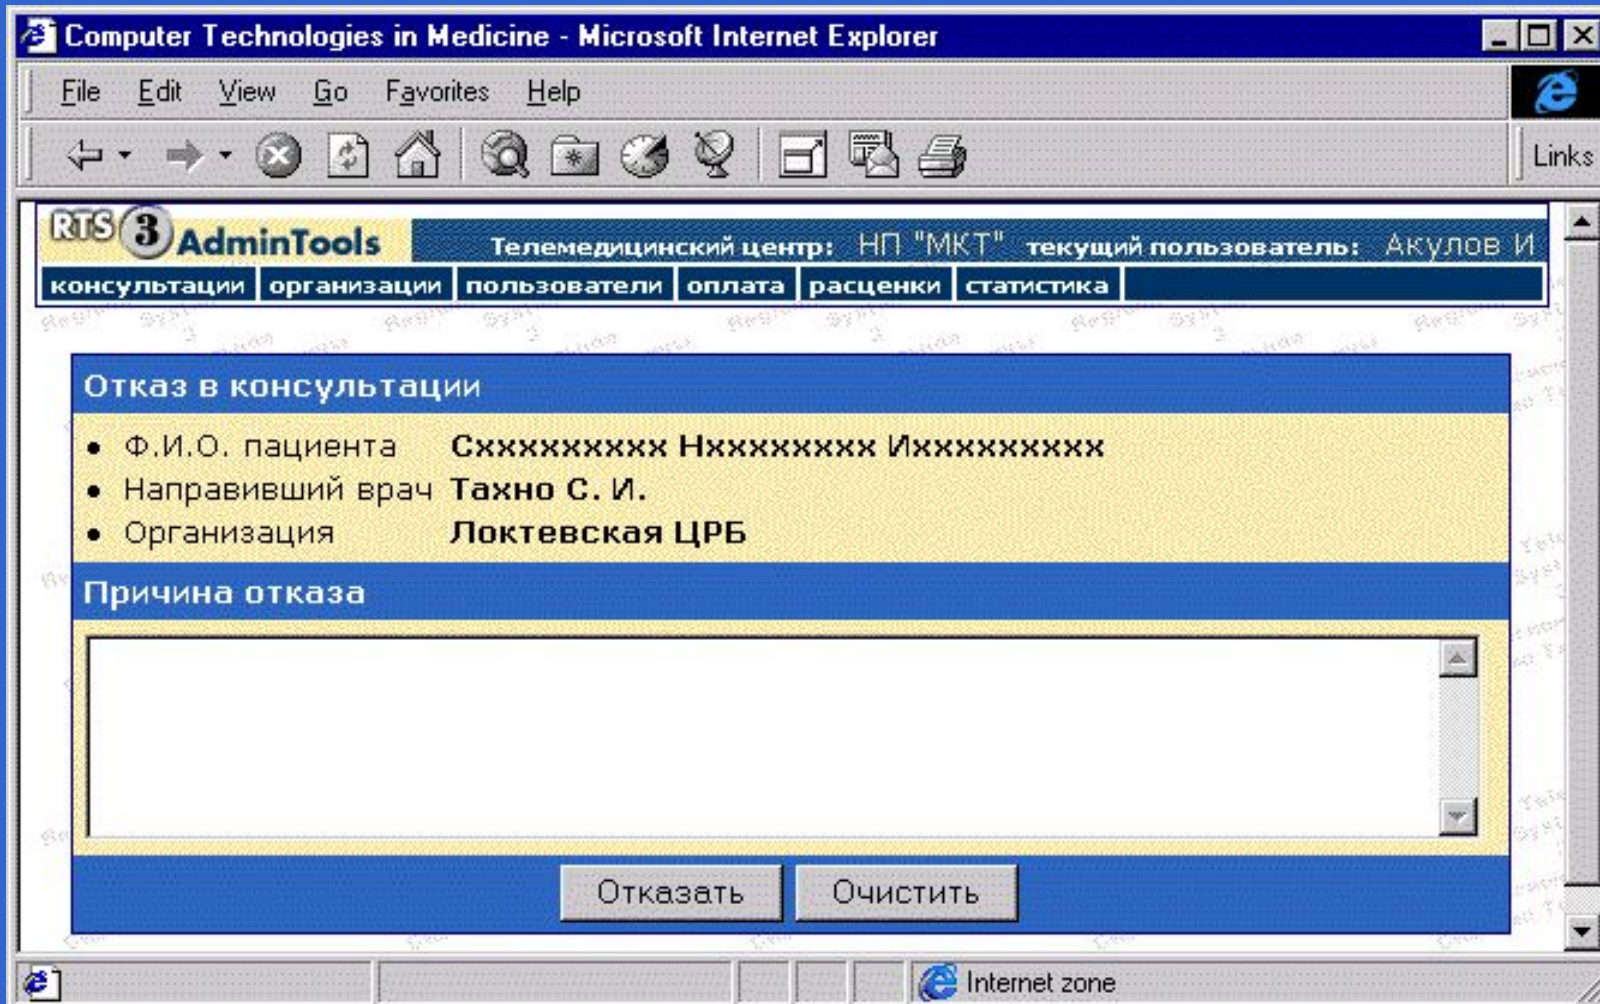 Computer Technologies in Medicine - Microsoft Internet Explorer
File Edit View Go Favorites Help
Links
RTS 3 AdminTools Телемедицинский центр: НП "МКТ" текущий пользователь: Акулов И
консультации организации пользователи оплата расценки статистика
Отказ в консультации
• Ф.И.О. пациента Сххххххххх Нхххххххх Иххххххххх
• Направивший врач Тахно С. И.
• Организация Локтевская ЦРБ
Причина отказа
Отказать Очистить
Internet zone